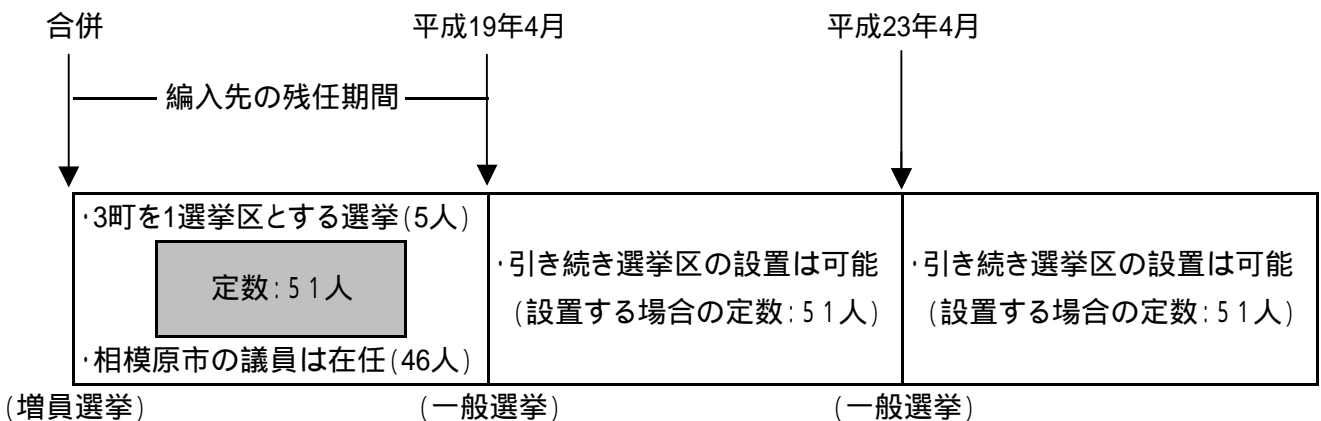 合併
平成19年4月
平成23年4月
編入先の残任期間
・3町を1選挙区とする選挙(5人)
定数:51人
・相模原市の議員は在任(46人)
・引き続き選挙区の設置は可能
(設置する場合の定数:51人)
・引き続き選挙区の設置は可能
(設置する場合の定数:51人)
(増員選挙)
(一般選挙)
(一般選挙)